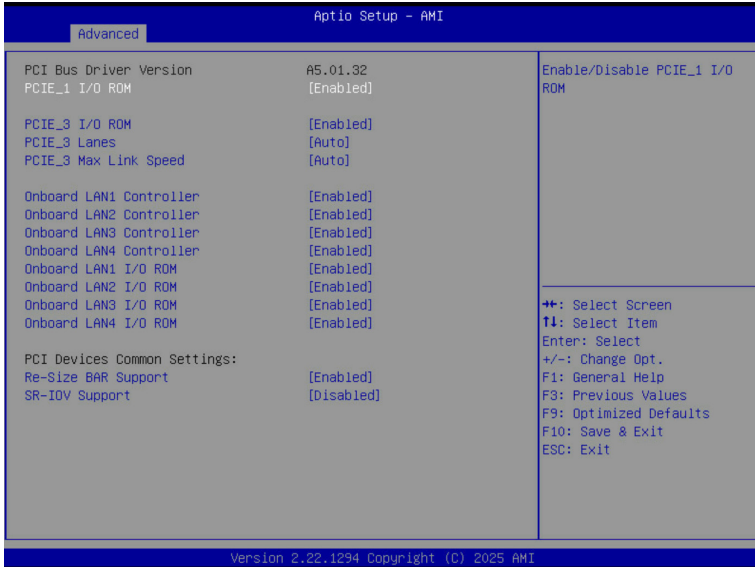 Aptio Setup – AMI
Advanced
PCI Bus Driver Version A5.01.32
PCIE_1 I/O ROM [Enabled]
PCIE_3 I/O ROM [Enabled]
PCIE_3 Lanes [Auto]
PCIE_3 Max Link Speed [Auto]
Onboard LAN1 Controller [Enabled]
Onboard LAN2 Controller [Enabled]
Onboard LAN3 Controller [Enabled]
Onboard LAN4 Controller [Enabled]
Onboard LAN1 I/O ROM [Enabled]
Onboard LAN2 I/O ROM [Enabled]
Onboard LAN3 I/O ROM [Enabled]
Onboard LAN4 I/O ROM [Enabled]
PCI Devices Common Settings:
Re-Size BAR Support [Enabled]
SR-IOV Support [Disabled]
Enable/Disable PCIE_1 I/O
ROM
→←: Select Screen
↑↓: Select Item
Enter: Select
+/-: Change Opt.
F1: General Help
F3: Previous Values
F9: Optimized Defaults
F10: Save & Exit
ESC: Exit
Version 2.22.1294 Copyright (C) 2025 AMI